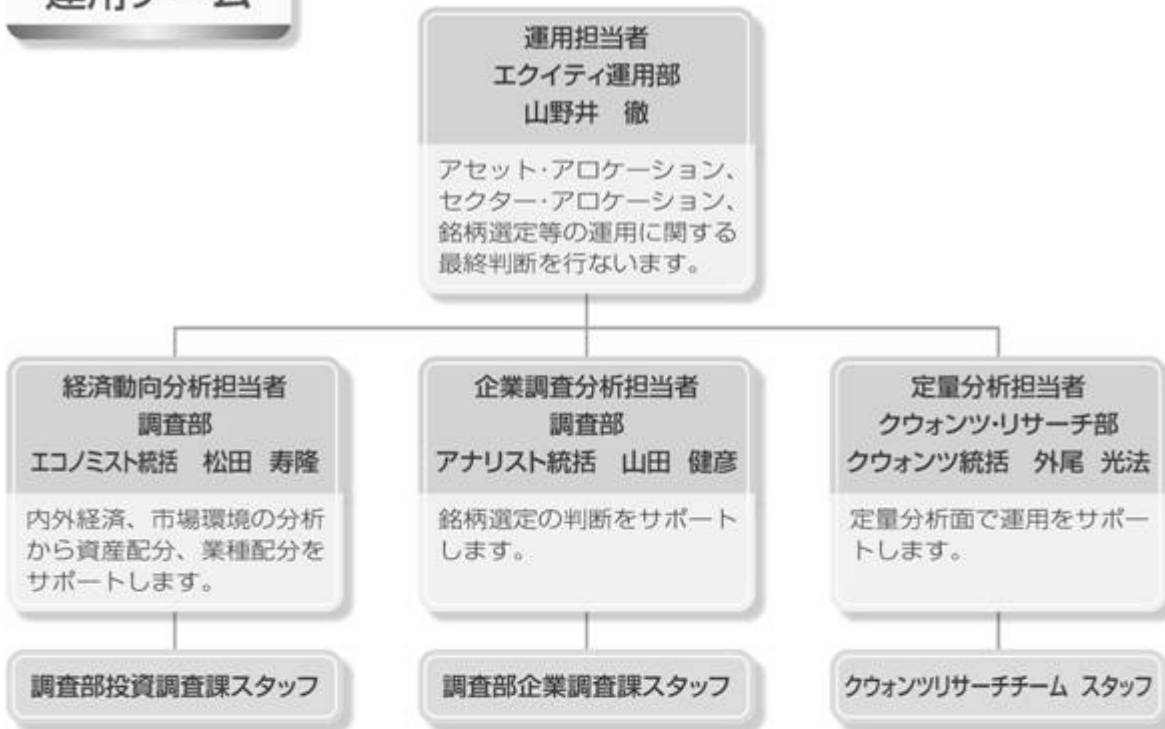 運用チーム
運用担当者
エクイティ運用部
山野井 徹
アセット・アロケーション、
セクター・アロケーション、
銘柄選定等の運用に関する
最終判断を行ないます。
経済動向分析担当者
調査部
エコノミスト統括 松田 寿隆
内外経済、市場環境の分析
から資産配分、業種配分を
サポートします。
企業調査分析担当者
調査部
アナリスト統括 山田 健彦
銘柄選定の判断をサポート
します。
定量分析担当者
クウォンツ・リサーチ部
クウォンツ統括 外尾 光法
定量分析面で運用をサポー
トします。
調査部投資調査課スタッフ
調査部企業調査課スタッフ
クウォンツリサーチチーム スタッフ